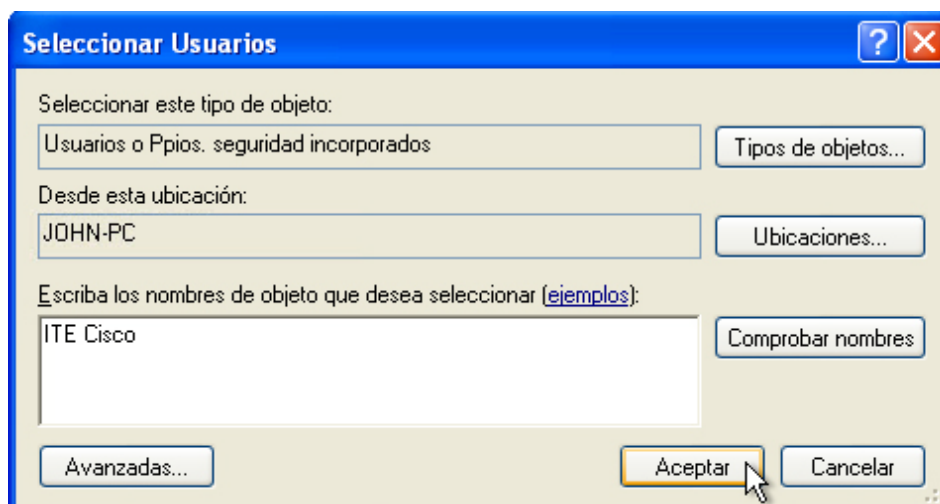 Seleccionar Usuarios
Seleccionar este tipo de objeto:
Usuarios o Ppios. seguridad incorporados
Tipos de objetos...
Desde esta ubicación:
JOHN-PC
Ubicaciones...
Escriba los nombres de objeto que desea seleccionar (ejemplos):
ITE Cisco
Comprobar nombres
Avanzadas...
Aceptar
Cancelar